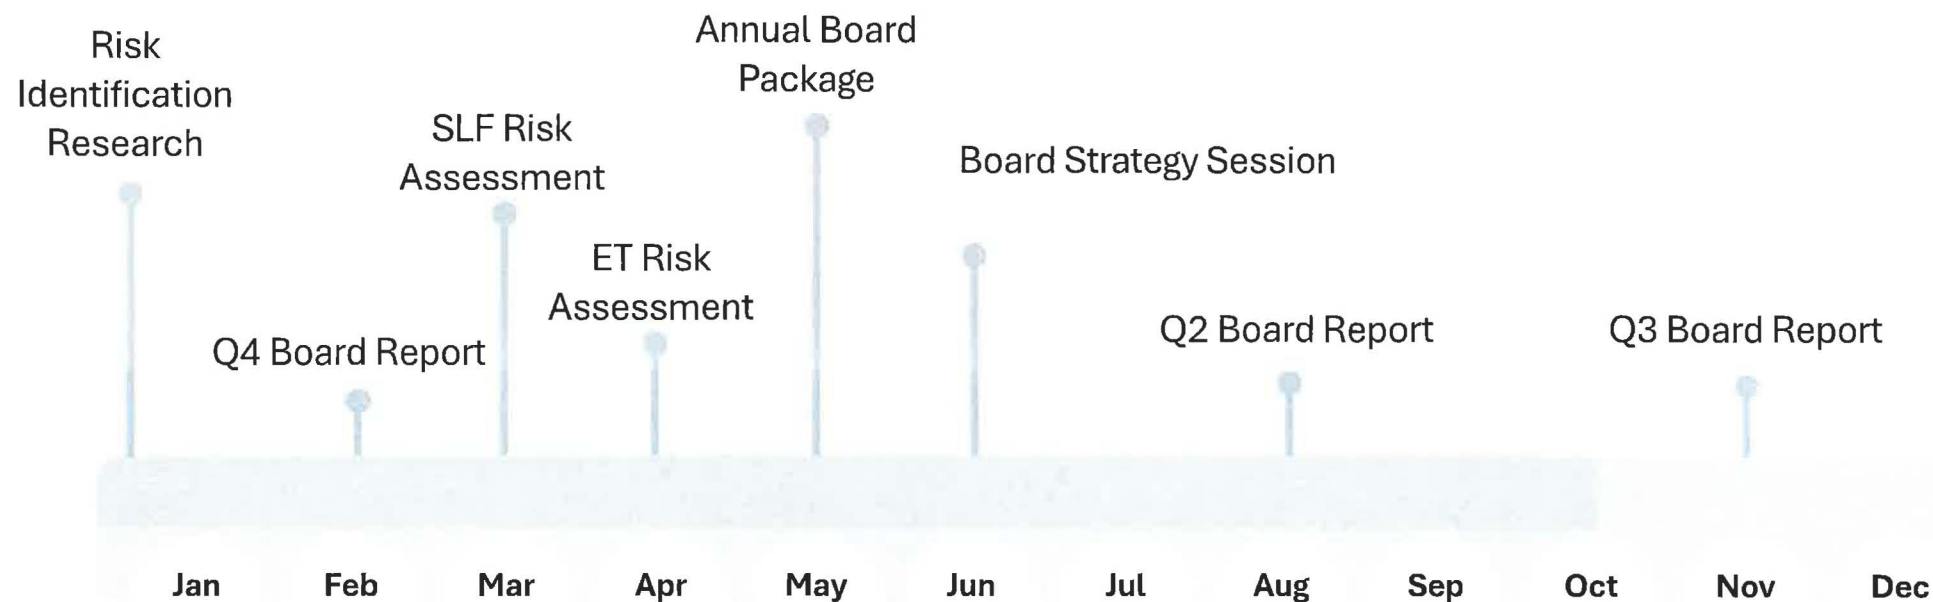 Risk
Identification
Research
Q4 Board Report
SLF Risk
Assessment
ET Risk
Assessment
Annual Board
Package
Board Strategy Session
Q2 Board Report
Q3 Board Report
Jan Feb Mar Apr May Jun Jul Aug Sep Oct Nov Dec